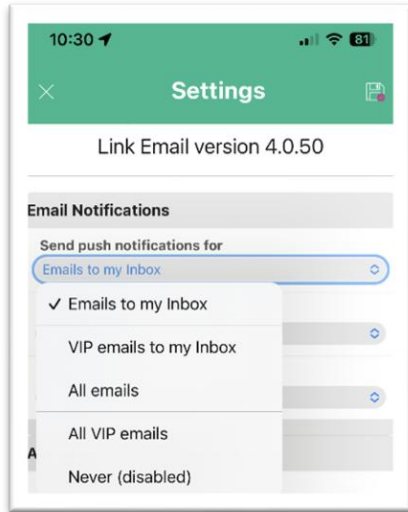 10:30
81
Settings
Link Email version 4.0.50
Email Notifications
Send push notifications for
Emails to my Inbox
✓ Emails to my Inbox
VIP emails to my Inbox
All emails
All VIP emails
A
Never (disabled)